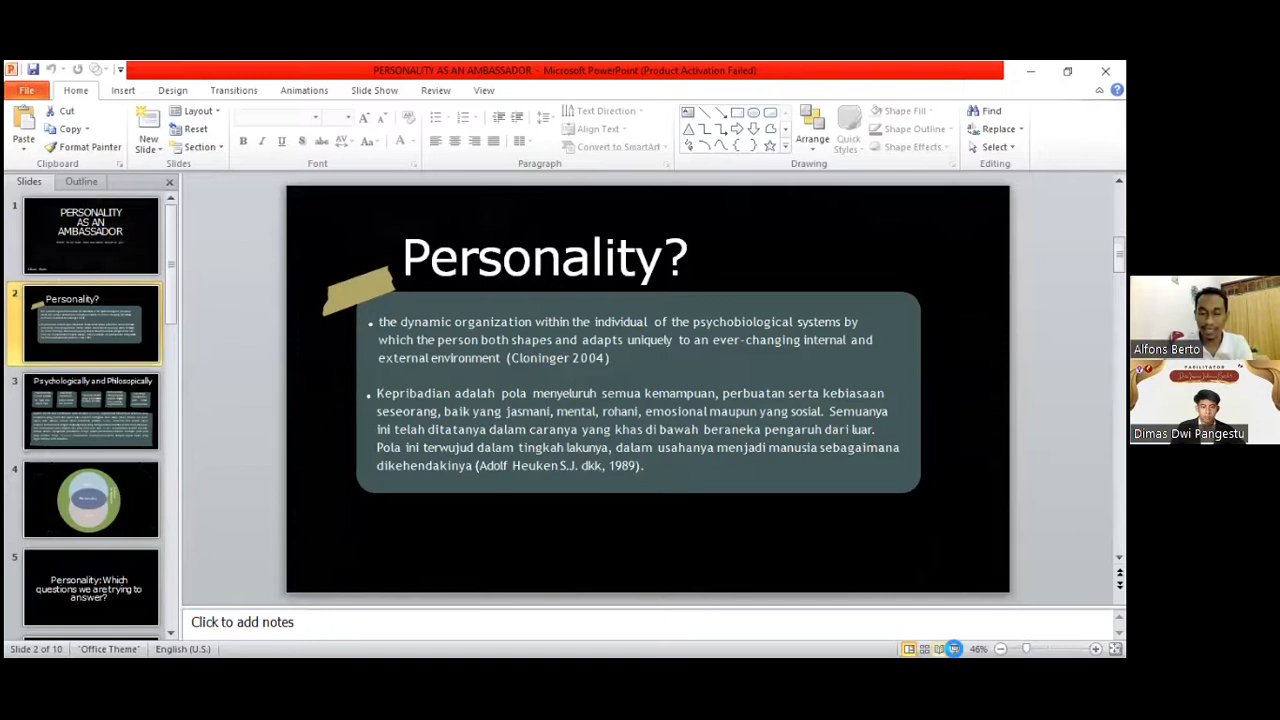 PERSONALITY AS AN AMBASSADOR - Microsoft PowerPoint (Product Activation Failed)
File Home Insert Design Transitions Animations Slide Show Review View
Paste
Cut
Copy
Format Painter
Clipboard
New
Slide
Layout
Reset
Section
Slides
Font
Text Direction
Align Text
Convert to SmartArt
Paragraph
Arrange
Quick
Styles
Shape Fill
Shape Outline
Shape Effects
Drawing
Find
Replace
Select
Editing
Slides Outline
1
PERSONALITY
AS AN
AMBASSADOR
2
Personality?
3
Psychologically and Philosopically
4
5
Personality: Which
questions we are trying to
answer?
Personality?
• the dynamic organization within the individual of the psychobiological systems by
which the person both shapes and adapts uniquely to an ever-changing internal and
external environment (Cloninger 2004)
• Kepribadian adalah pola menyeluruh semua kemampuan, perbuatan serta kebiasaan
seseorang, baik yang jasmani, mental, rohani, emosional maupun yang sosial. Semuanya
ini telah ditatanya dalam caranya yang khas di bawah beraneka pengaruh dari luar.
Pola ini terwujud dalam tingkah lakunya, dalam usahanya menjadi manusia sebagaimana
dikehendakinya (Adolf Heuken S.J. dkk, 1989).
Click to add notes
Slide 2 of 10 "Office Theme" English (U.S.) 46%
Alfons Berto
FASILITATOR
Dimas Dwi Pangestu